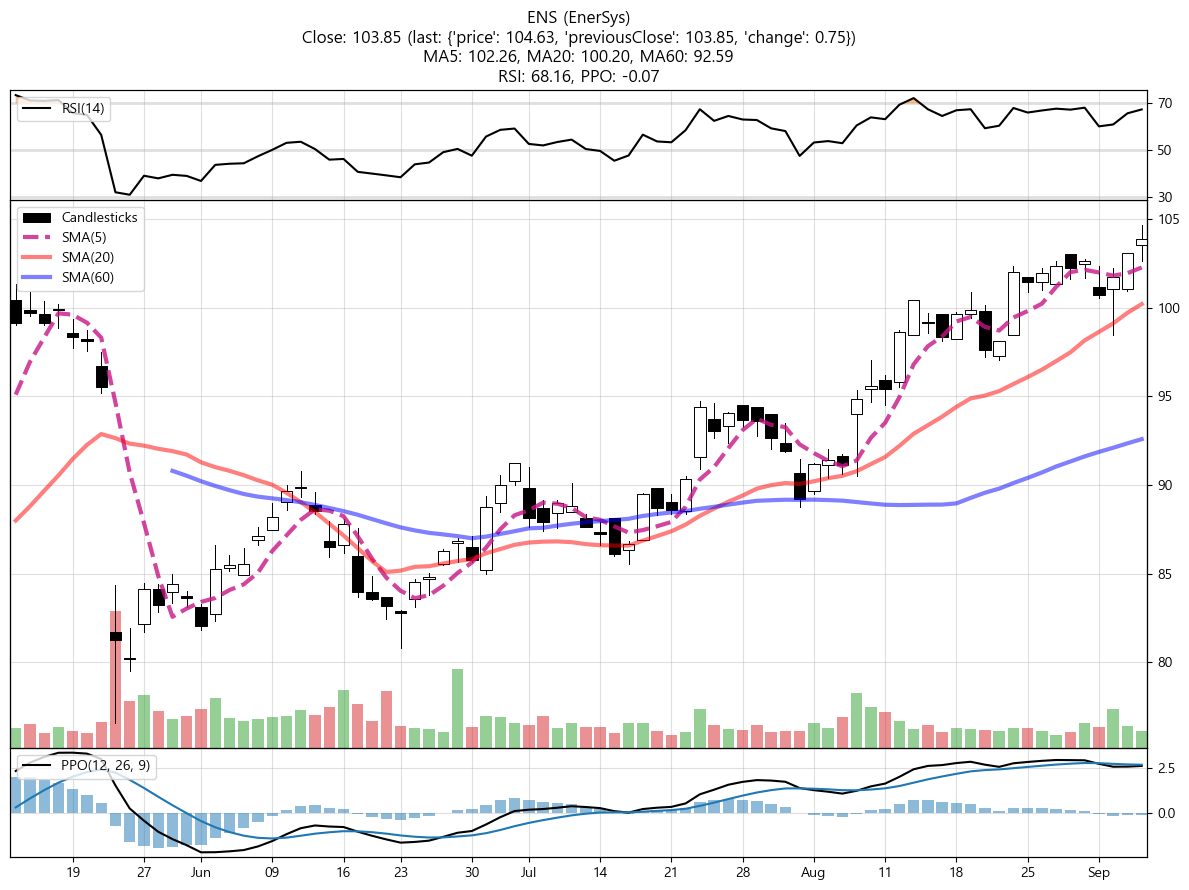 ENS (EnerSys)
Close: 103.85 (last: {'price': 104.63, 'previousClose': 103.85, 'change': 0.75})
MA5: 102.26, MA20: 100.20, MA60: 92.59
RSI: 68.16, PPO: -0.07
RSI(14)
70
50
30
Candlesticks
SMA(5)
SMA(20)
SMA(60)
105
100
95
90
85
80
PPO(12, 26, 9)
2.5
0.0
19 27 Jun 09 16 23 30 Jul 14 21 28 Aug 11 18 25 Sep